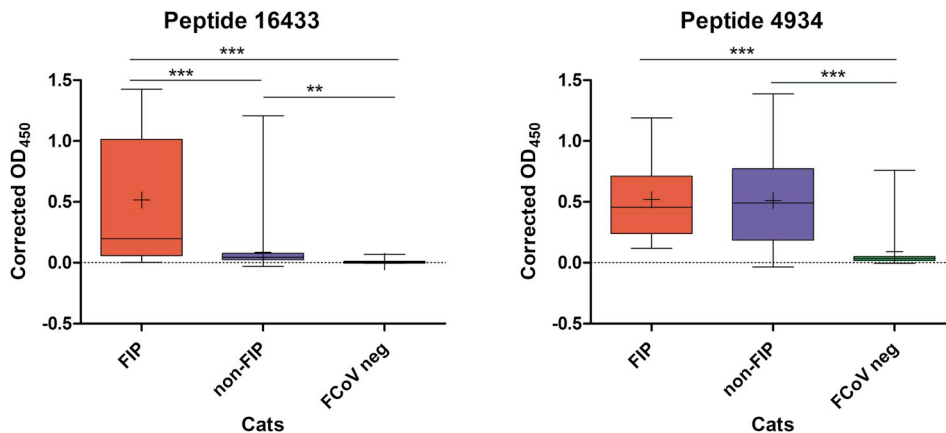 Peptide 16433
***
***
**
1.5
1.0
0.5
0.0
-0.5
Corrected OD450
FIP
non-FIP
FCoV neg
Cats
Peptide 4934
***
***
1.5
1.0
0.5
0.0
-0.5
Corrected OD450
FIP
non-FIP
FCoV neg
Cats